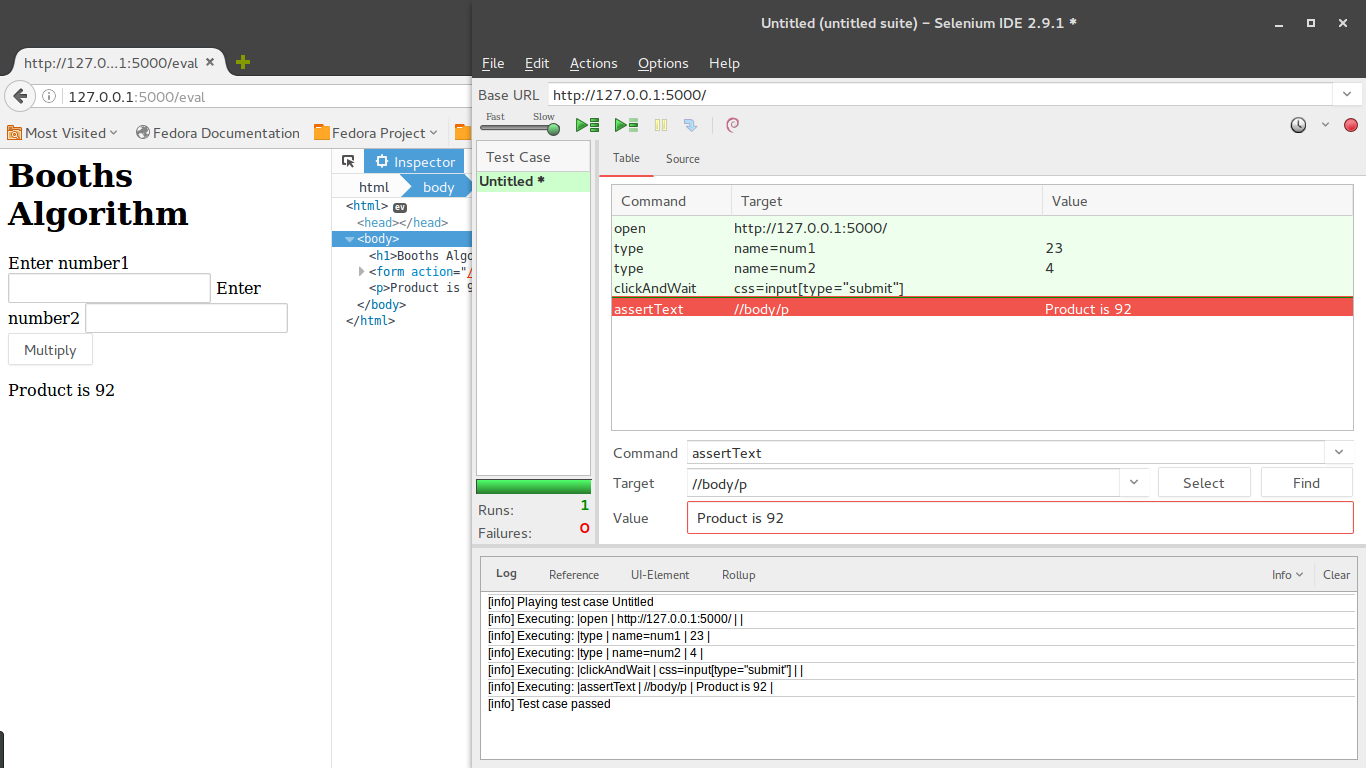 Untitled (untitled suite) – Selenium IDE 2.9.1 *
http://127.0...1:5000/eval
127.0.0.1:5000/eval
Most Visited
Fedora Documentation
Fedora Project
Booths
Algorithm
Enter number1
Enter
number2
Multiply
Product is 92
Inspector
html
body
<html> ev
<head></head>
<body>
<h1>Booths Algo
<form action="/
<p>Product is 9
</body>
</html>
File Edit Actions Options Help
Base URL http://127.0.0.1:5000/
Fast Slow
Test Case
Untitled *
Runs: 1
Failures: 0
Table Source
Command Target Value
open http://127.0.0.1:5000/
type name=num1 23
type name=num2 4
clickAndWait css=input[type="submit"]
assertText //body/p Product is 92
Command assertText
Target //body/p Select Find
Value Product is 92
Log Reference UI-Element Rollup Info Clear
[info] Playing test case Untitled
[info] Executing: |open | http://127.0.0.1:5000/ | |
[info] Executing: |type | name=num1 | 23 |
[info] Executing: |type | name=num2 | 4 |
[info] Executing: |clickAndWait | css=input[type="submit"] | |
[info] Executing: |assertText | //body/p | Product is 92 |
[info] Test case passed